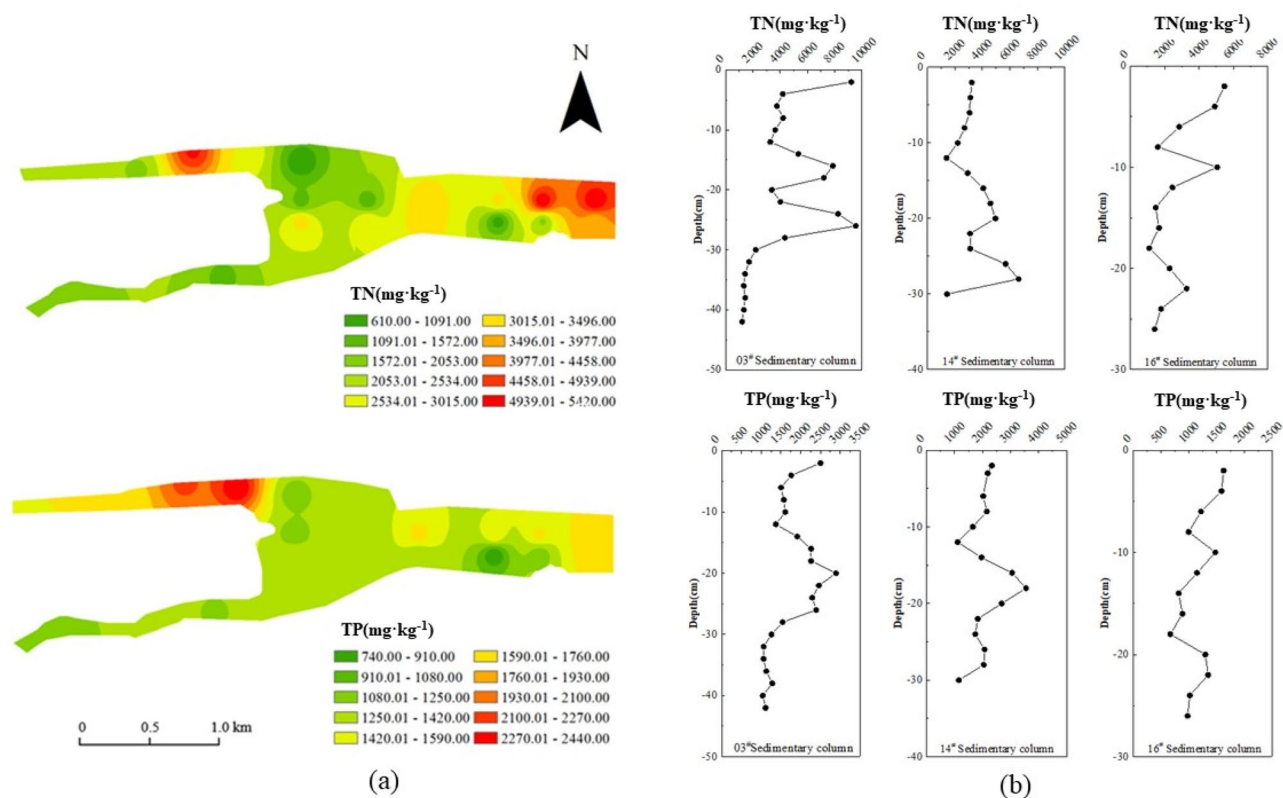 N
TN(mg·kg⁻¹)
610.00 - 1091.00 3015.01 - 3496.00
1091.01 - 1572.00 3496.01 - 3977.00
1572.01 - 2053.00 3977.01 - 4458.00
2053.01 - 2534.00 4458.01 - 4939.00
2534.01 - 3015.00 4939.01 - 5420.00
TP(mg·kg⁻¹)
740.00 - 910.00 1590.01 - 1760.00
910.01 - 1080.00 1760.01 - 1930.00
1080.01 - 1250.00 1930.01 - 2100.00
1250.01 - 1420.00 2100.01 - 2270.00
1420.01 - 1590.00 2270.01 - 2440.00
0 0.5 1.0 km
(a)
TN(mg·kg⁻¹)
0 2000 4000 6000 8000 10000
Depth(cm)
0
-10
-20
-30
-40
-50
03# Sedimentary column
TN(mg·kg⁻¹)
0 2000 4000 6000 8000 10000
Depth(cm)
0
-10
-20
-30
-40
14# Sedimentary column
TN(mg·kg⁻¹)
0 2000 4000 6000 8000
Depth(cm)
0
-10
-20
-30
16# Sedimentary column
TP(mg·kg⁻¹)
0 500 1000 1500 2000 2500 3000 3500
Depth(cm)
0
-10
-20
-30
-40
-50
03# Sedimentary column
TP(mg·kg⁻¹)
0 1000 2000 3000 4000 5000
Depth(cm)
0
-10
-20
-30
-40
14# Sedimentary column
TP(mg·kg⁻¹)
0 500 1000 1500 2000 2500
Depth(cm)
0
-10
-20
-30
16# Sedimentary column
(b)